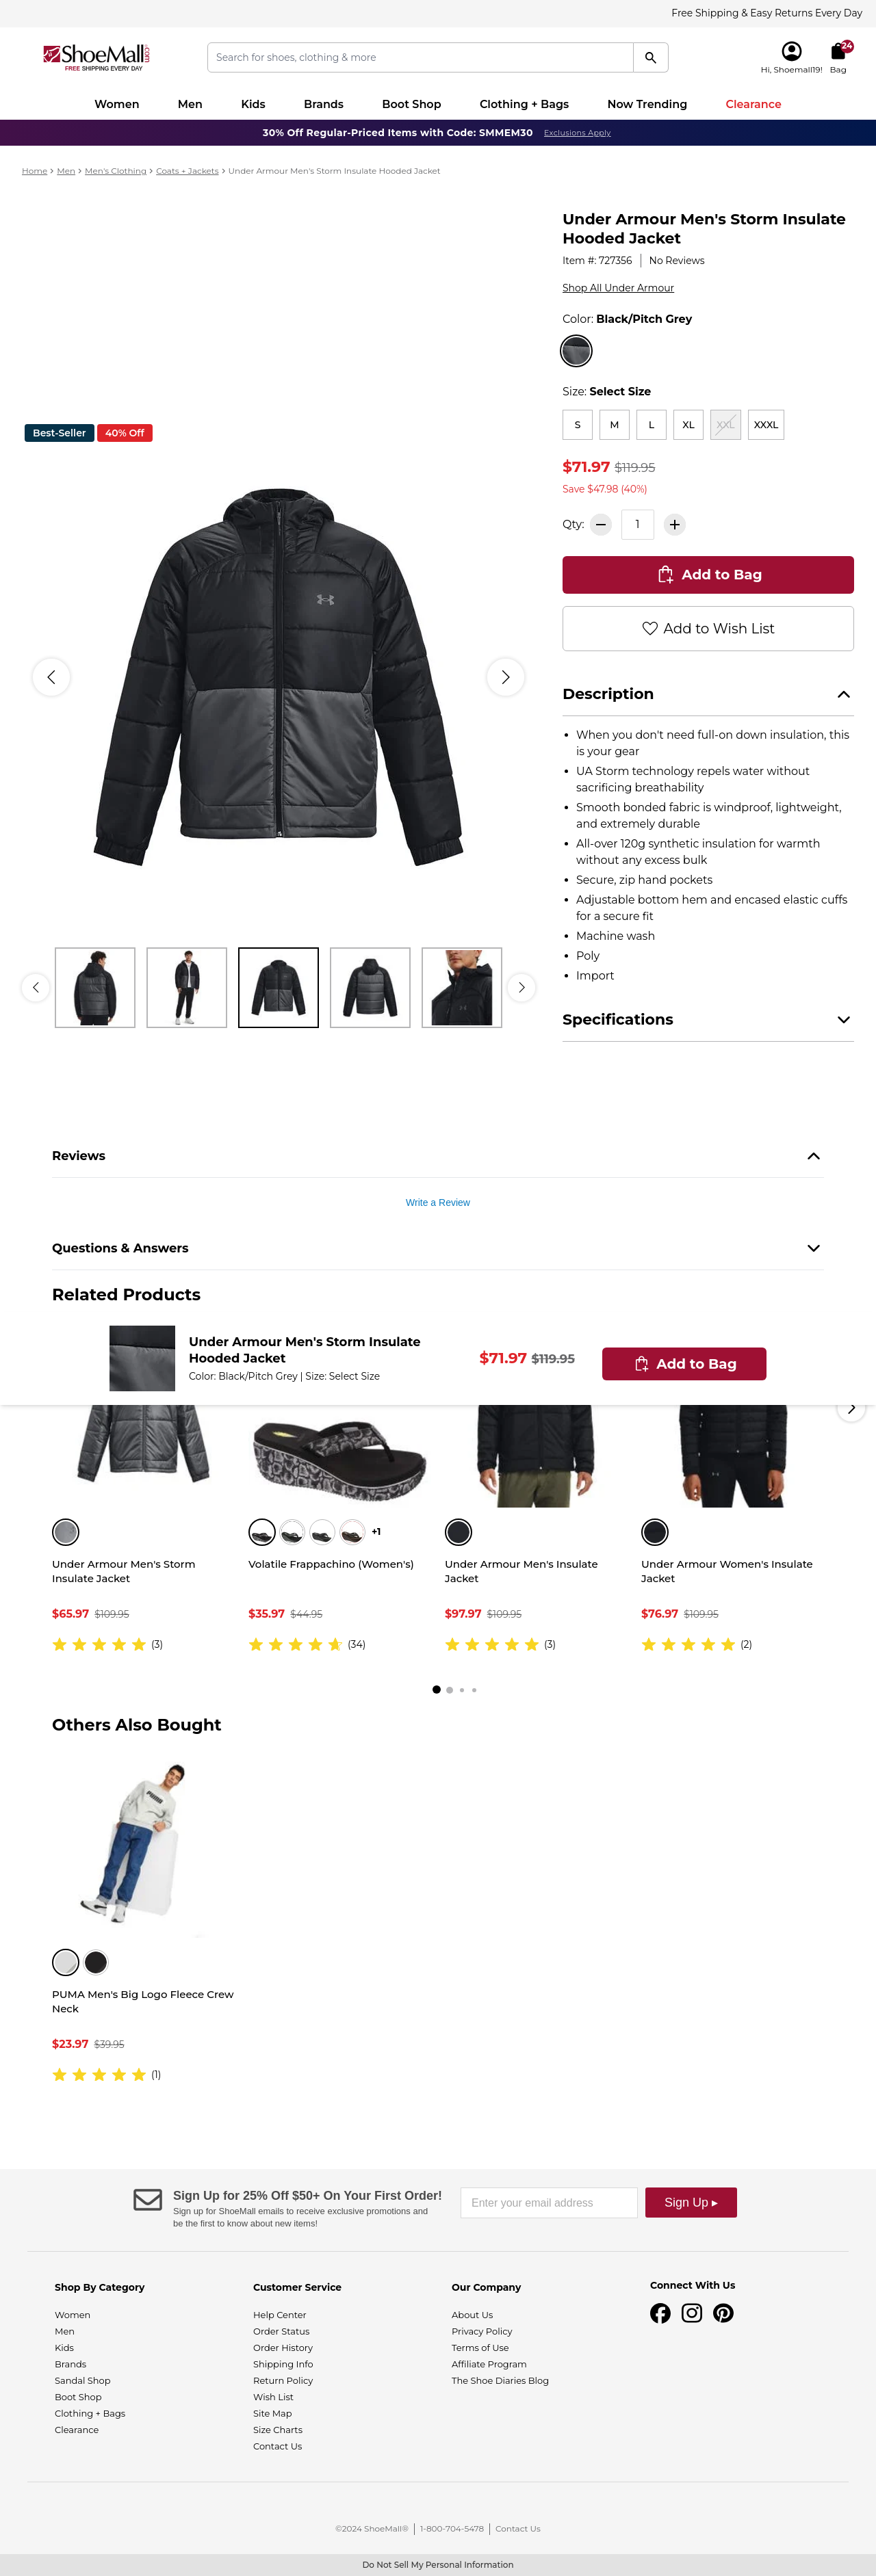 Free Shipping & Easy Returns Every Day
ShoeMall.com
FREE SHIPPING EVERY DAY
Search for shoes, clothing & more
Hi, Shoemall19!
24
Bag
Women
Men
Kids
Brands
Boot Shop
Clothing + Bags
Now Trending
Clearance
30% Off Regular-Priced Items with Code: SMMEM30 Exclusions Apply
Home > Men > Men's Clothing > Coats + Jackets > Under Armour Men's Storm Insulate Hooded Jacket
Best-Seller
40% Off
Under Armour Men's Storm Insulate
Hooded Jacket
Item #: 727356 | No Reviews
Shop All Under Armour
Color: Black/Pitch Grey
Size: Select Size
S
M
L
XL
XXL
XXXL
$71.97 $119.95
Save $47.98 (40%)
Qty: 1
Add to Bag
Add to Wish List
Description
• When you don't need full-on down insulation, this
is your gear
• UA Storm technology repels water without
sacrificing breathability
• Smooth bonded fabric is windproof, lightweight,
and extremely durable
• All-over 120g synthetic insulation for warmth
without any excess bulk
• Secure, zip hand pockets
• Adjustable bottom hem and encased elastic cuffs
for a secure fit
• Machine wash
• Poly
• Import
Specifications
Reviews
Write a Review
Questions & Answers
Related Products
Under Armour Men's Storm Insulate
Hooded Jacket
Color: Black/Pitch Grey | Size: Select Size
$71.97 $119.95
Add to Bag
Under Armour Men's Storm
Insulate Jacket
$65.97 $109.95
(3)
+1
Volatile Frappachino (Women's)
$35.97 $44.95
(34)
Under Armour Men's Insulate
Jacket
$97.97 $109.95
(3)
Under Armour Women's Insulate
Jacket
$76.97 $109.95
(2)
Others Also Bought
PUMA
PUMA Men's Big Logo Fleece Crew
Neck
$23.97 $39.95
(1)
Sign Up for 25% Off $50+ On Your First Order!
Sign up for ShoeMall emails to receive exclusive promotions and
be the first to know about news items!
Enter your email address
Sign Up ▸
Shop By Category
Women
Men
Kids
Brands
Sandal Shop
Boot Shop
Clothing + Bags
Clearance
Customer Service
Help Center
Order Status
Order History
Shipping Info
Return Policy
Wish List
Site Map
Size Charts
Contact Us
Our Company
About Us
Privacy Policy
Terms of Use
Affiliate Program
The Shoe Diaries Blog
Connect With Us
©2024 ShoeMall® | 1-800-704-5478 | Contact Us
Do Not Sell My Personal Information